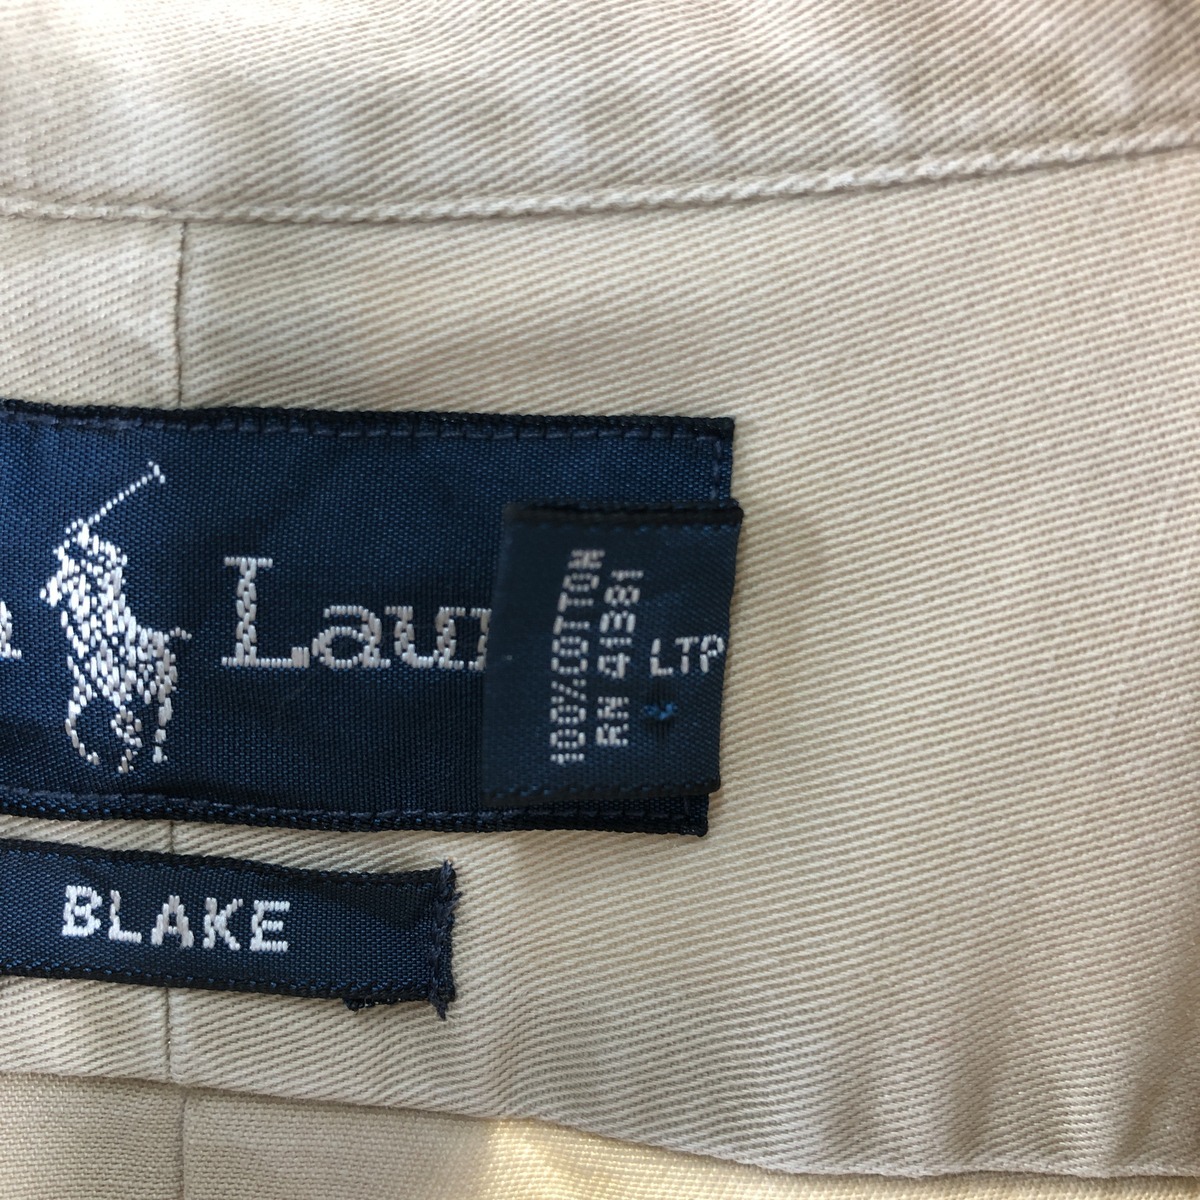 Lau
100% COTTON
RN 41381
LTP
BLAKE